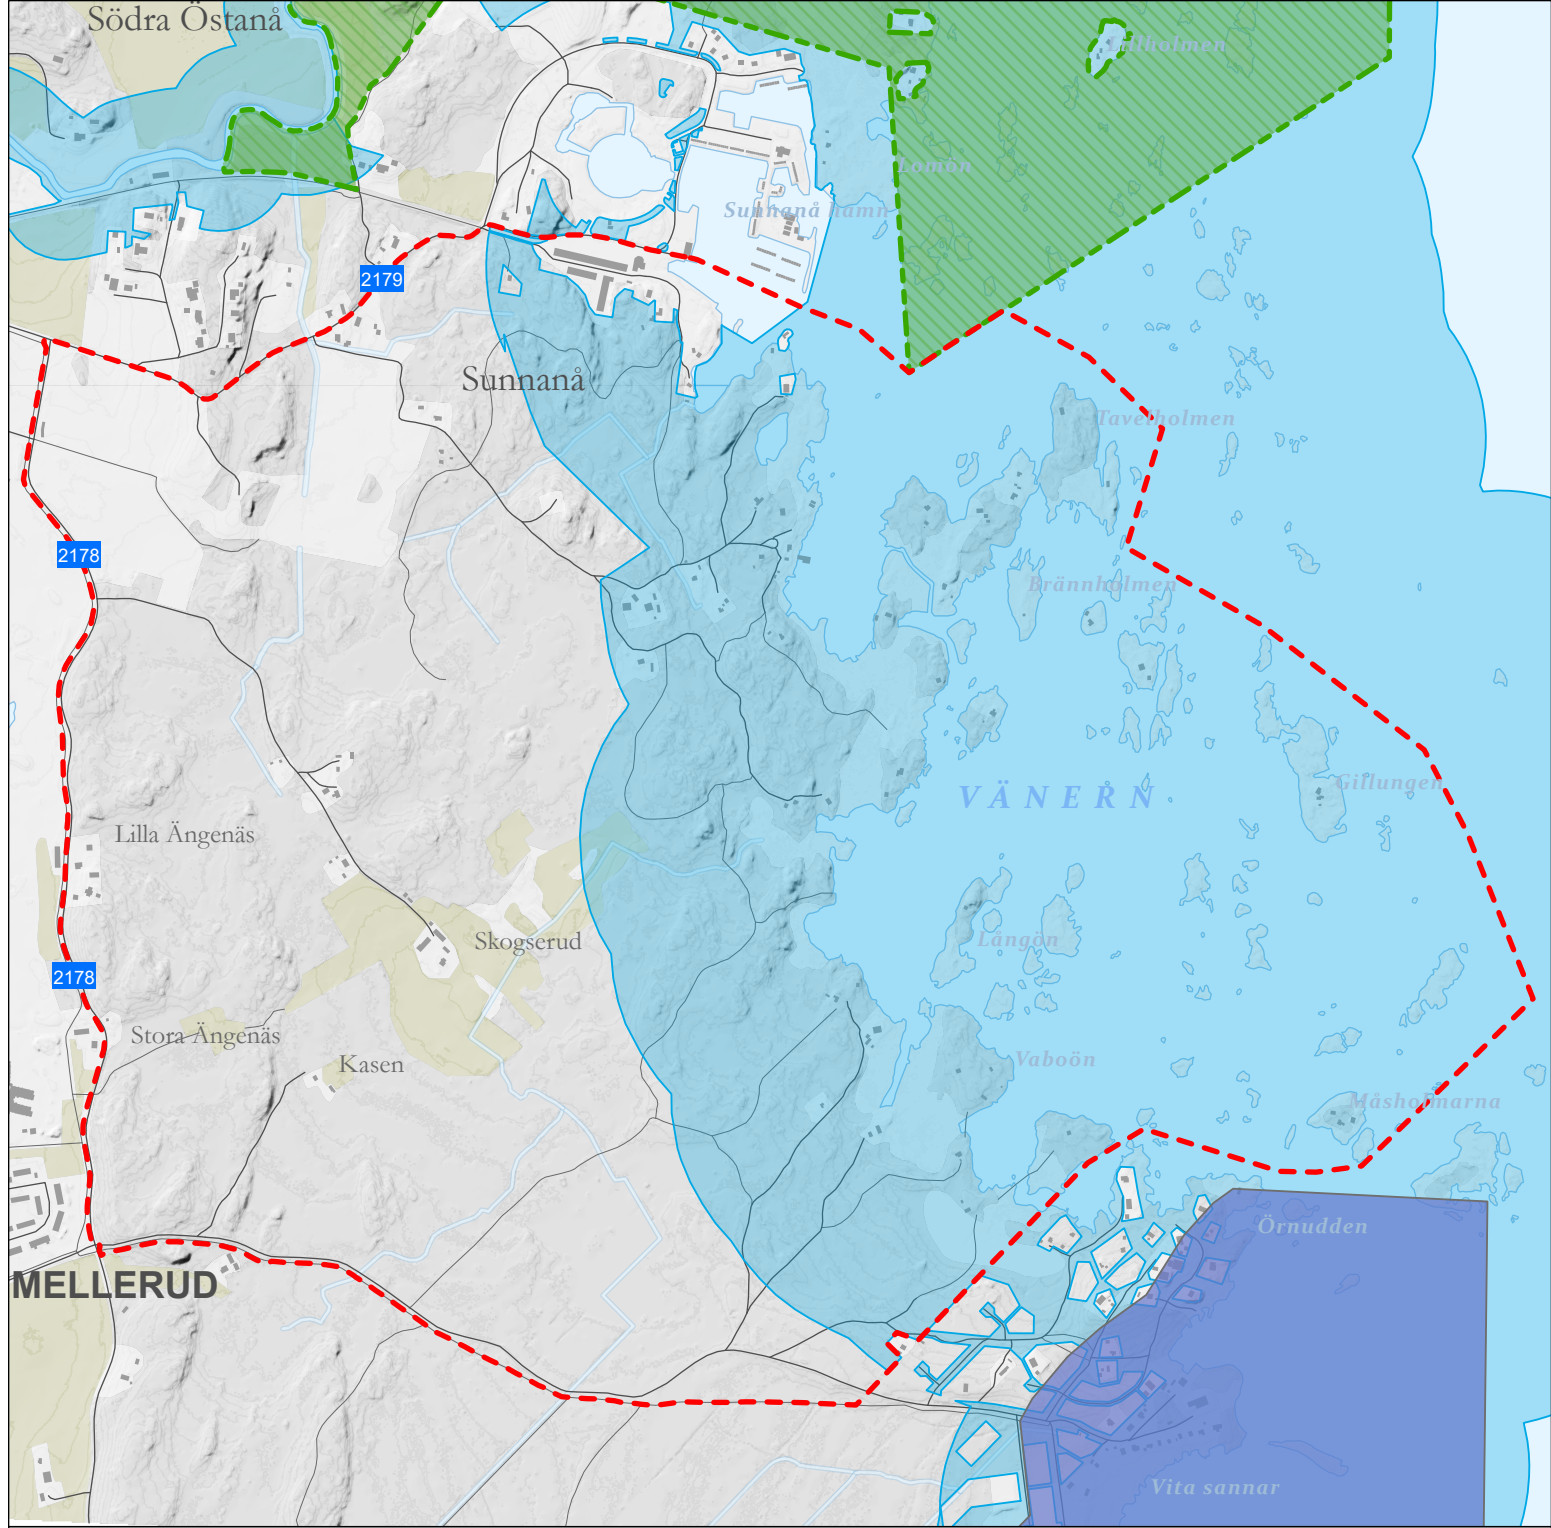 Södra Östanå
Lillholmen
Lomön
Sunnanå hamn
2179
Sunnanå
Tavelholmen
2178
Brännholmen
Gillungen
VÄNERN
Lilla Ängenäs
Skogserud
Långön
2178
Stora Ängenäs
Kasen
Vaboön
Måsholmarna
Örnudden
MELLERUD
Vita sannar